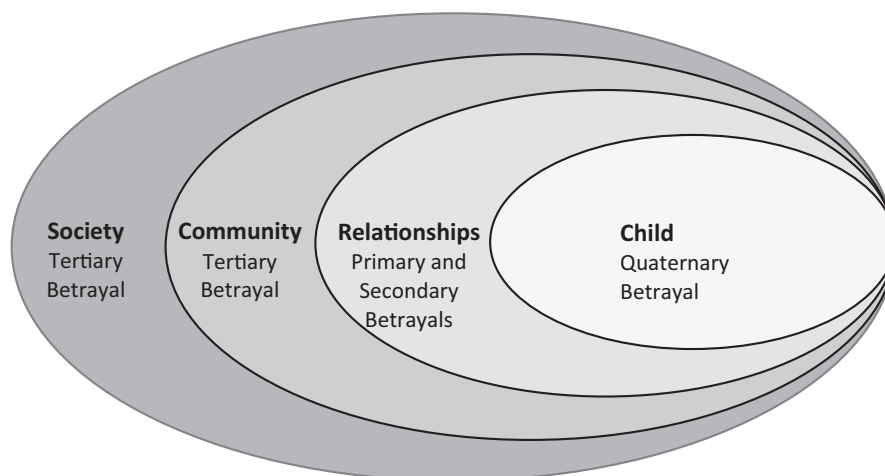 Society
Tertiary
Betrayal
Community
Tertiary
Betrayal
Relationships
Primary and
Secondary
Betrayals
Child
Quaternary
Betrayal